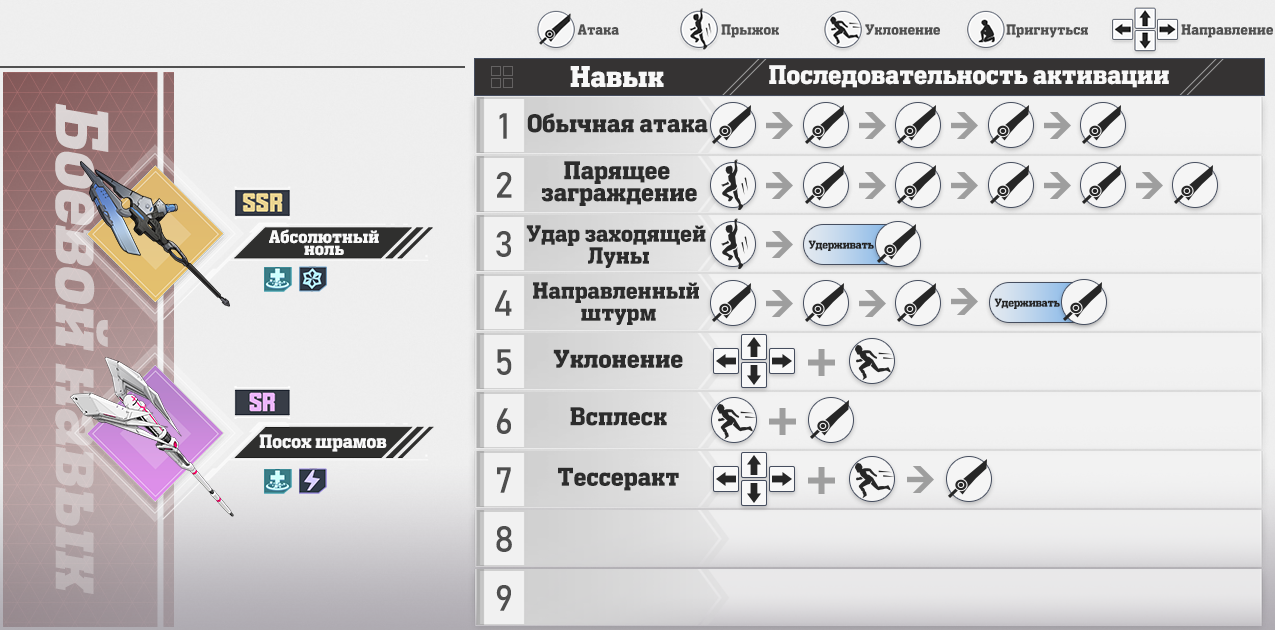 Атака
Прыжок
Уклонение
Пригнуться
Направление
Боевой навык
SSR
Абсолютный
ноль
SR
Посох шрамов
Навык
Последовательность активации
1 Обычная атака
2 Парящее
заграждение
3 Удар заходящей
Луны
Удерживать
4 Направленный
штурм
Удерживать
5 Уклонение
6 Всплеск
7 Тессеракт
8
9